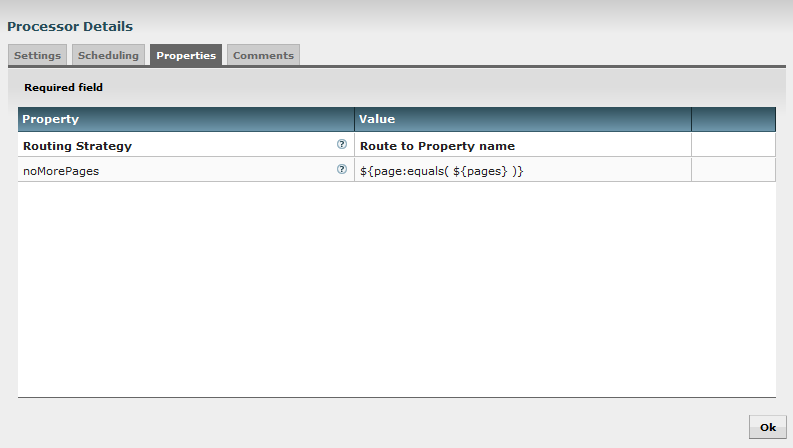 Processor Details
Settings Scheduling Properties Comments
Required field
Property Value
Routing Strategy ? Route to Property name
noMorePages ? ${page:equals( ${pages} )}
Ok